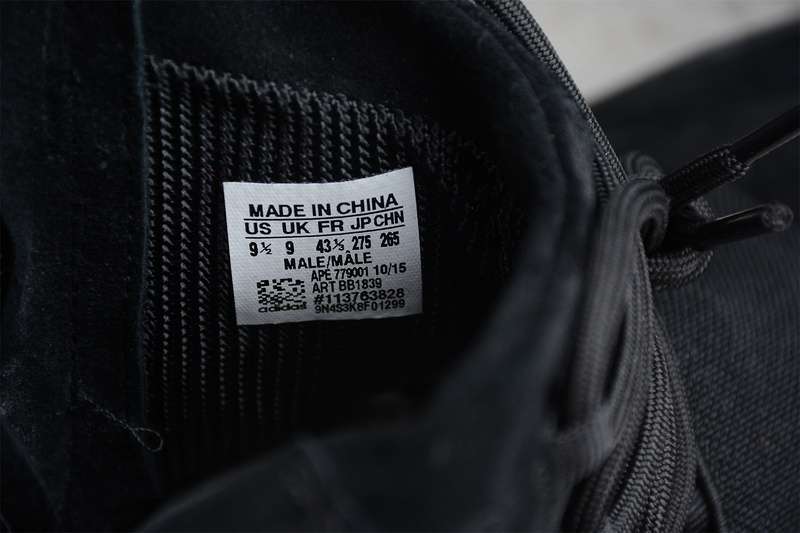 MADE IN CHINA
US UK FR JP CHN
9½ 9 43⅓ 275 265
MALE/MÂLE
APE 779001 10/15
ART BB1839
#113763828
adidas 9N4S3K8F01299